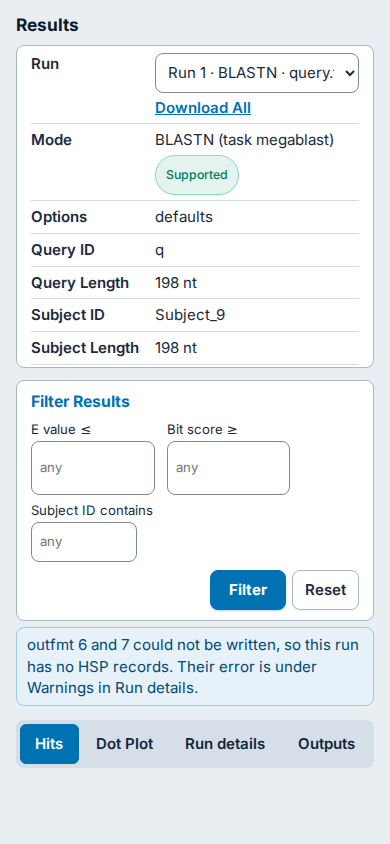 Results
Run
Run 1 · BLASTN · query.
Download All
Mode
BLASTN (task megablast)
Supported
Options
defaults
Query ID
q
Query Length
198 nt
Subject ID
Subject_9
Subject Length
198 nt
Filter Results
E value ≤
Bit score ≥
any
any
Subject ID contains
any
Filter
Reset
outfmt 6 and 7 could not be written, so this run
has no HSP records. Their error is under
Warnings in Run details.
Hits
Dot Plot
Run details
Outputs